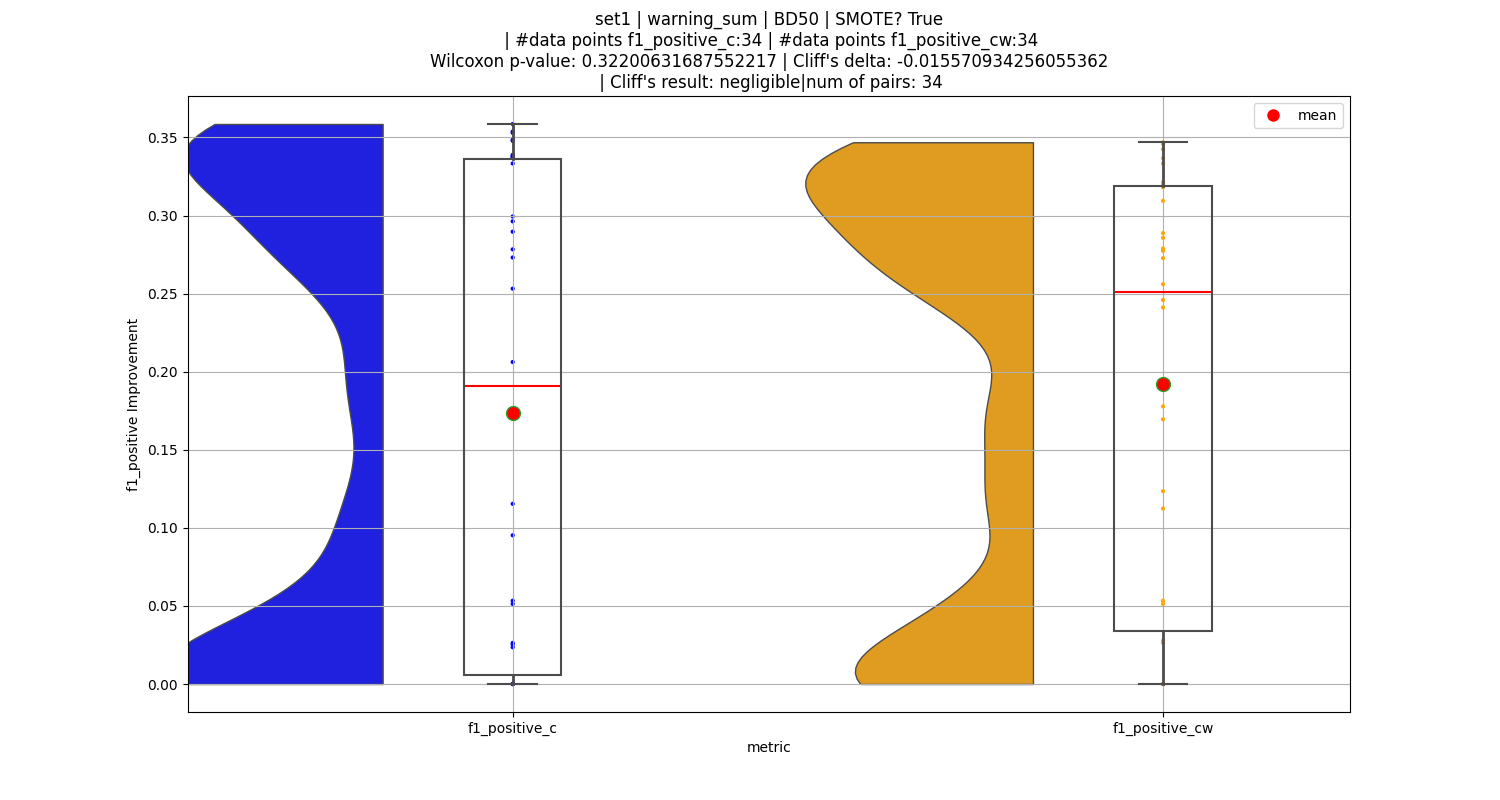 set1 | warning_sum | BD50 | SMOTE? True
| #data points f1_positive_c:34 | #data points f1_positive_cw:34
Wilcoxon p-value: 0.32200631687552217 | Cliff's delta: -0.015570934256055362
| Cliff's result: negligible|num of pairs: 34
mean
0.35
0.30
0.25
0.20
0.15
0.10
0.05
0.00
f1_positive Improvement
f1_positive_c
f1_positive_cw
metric